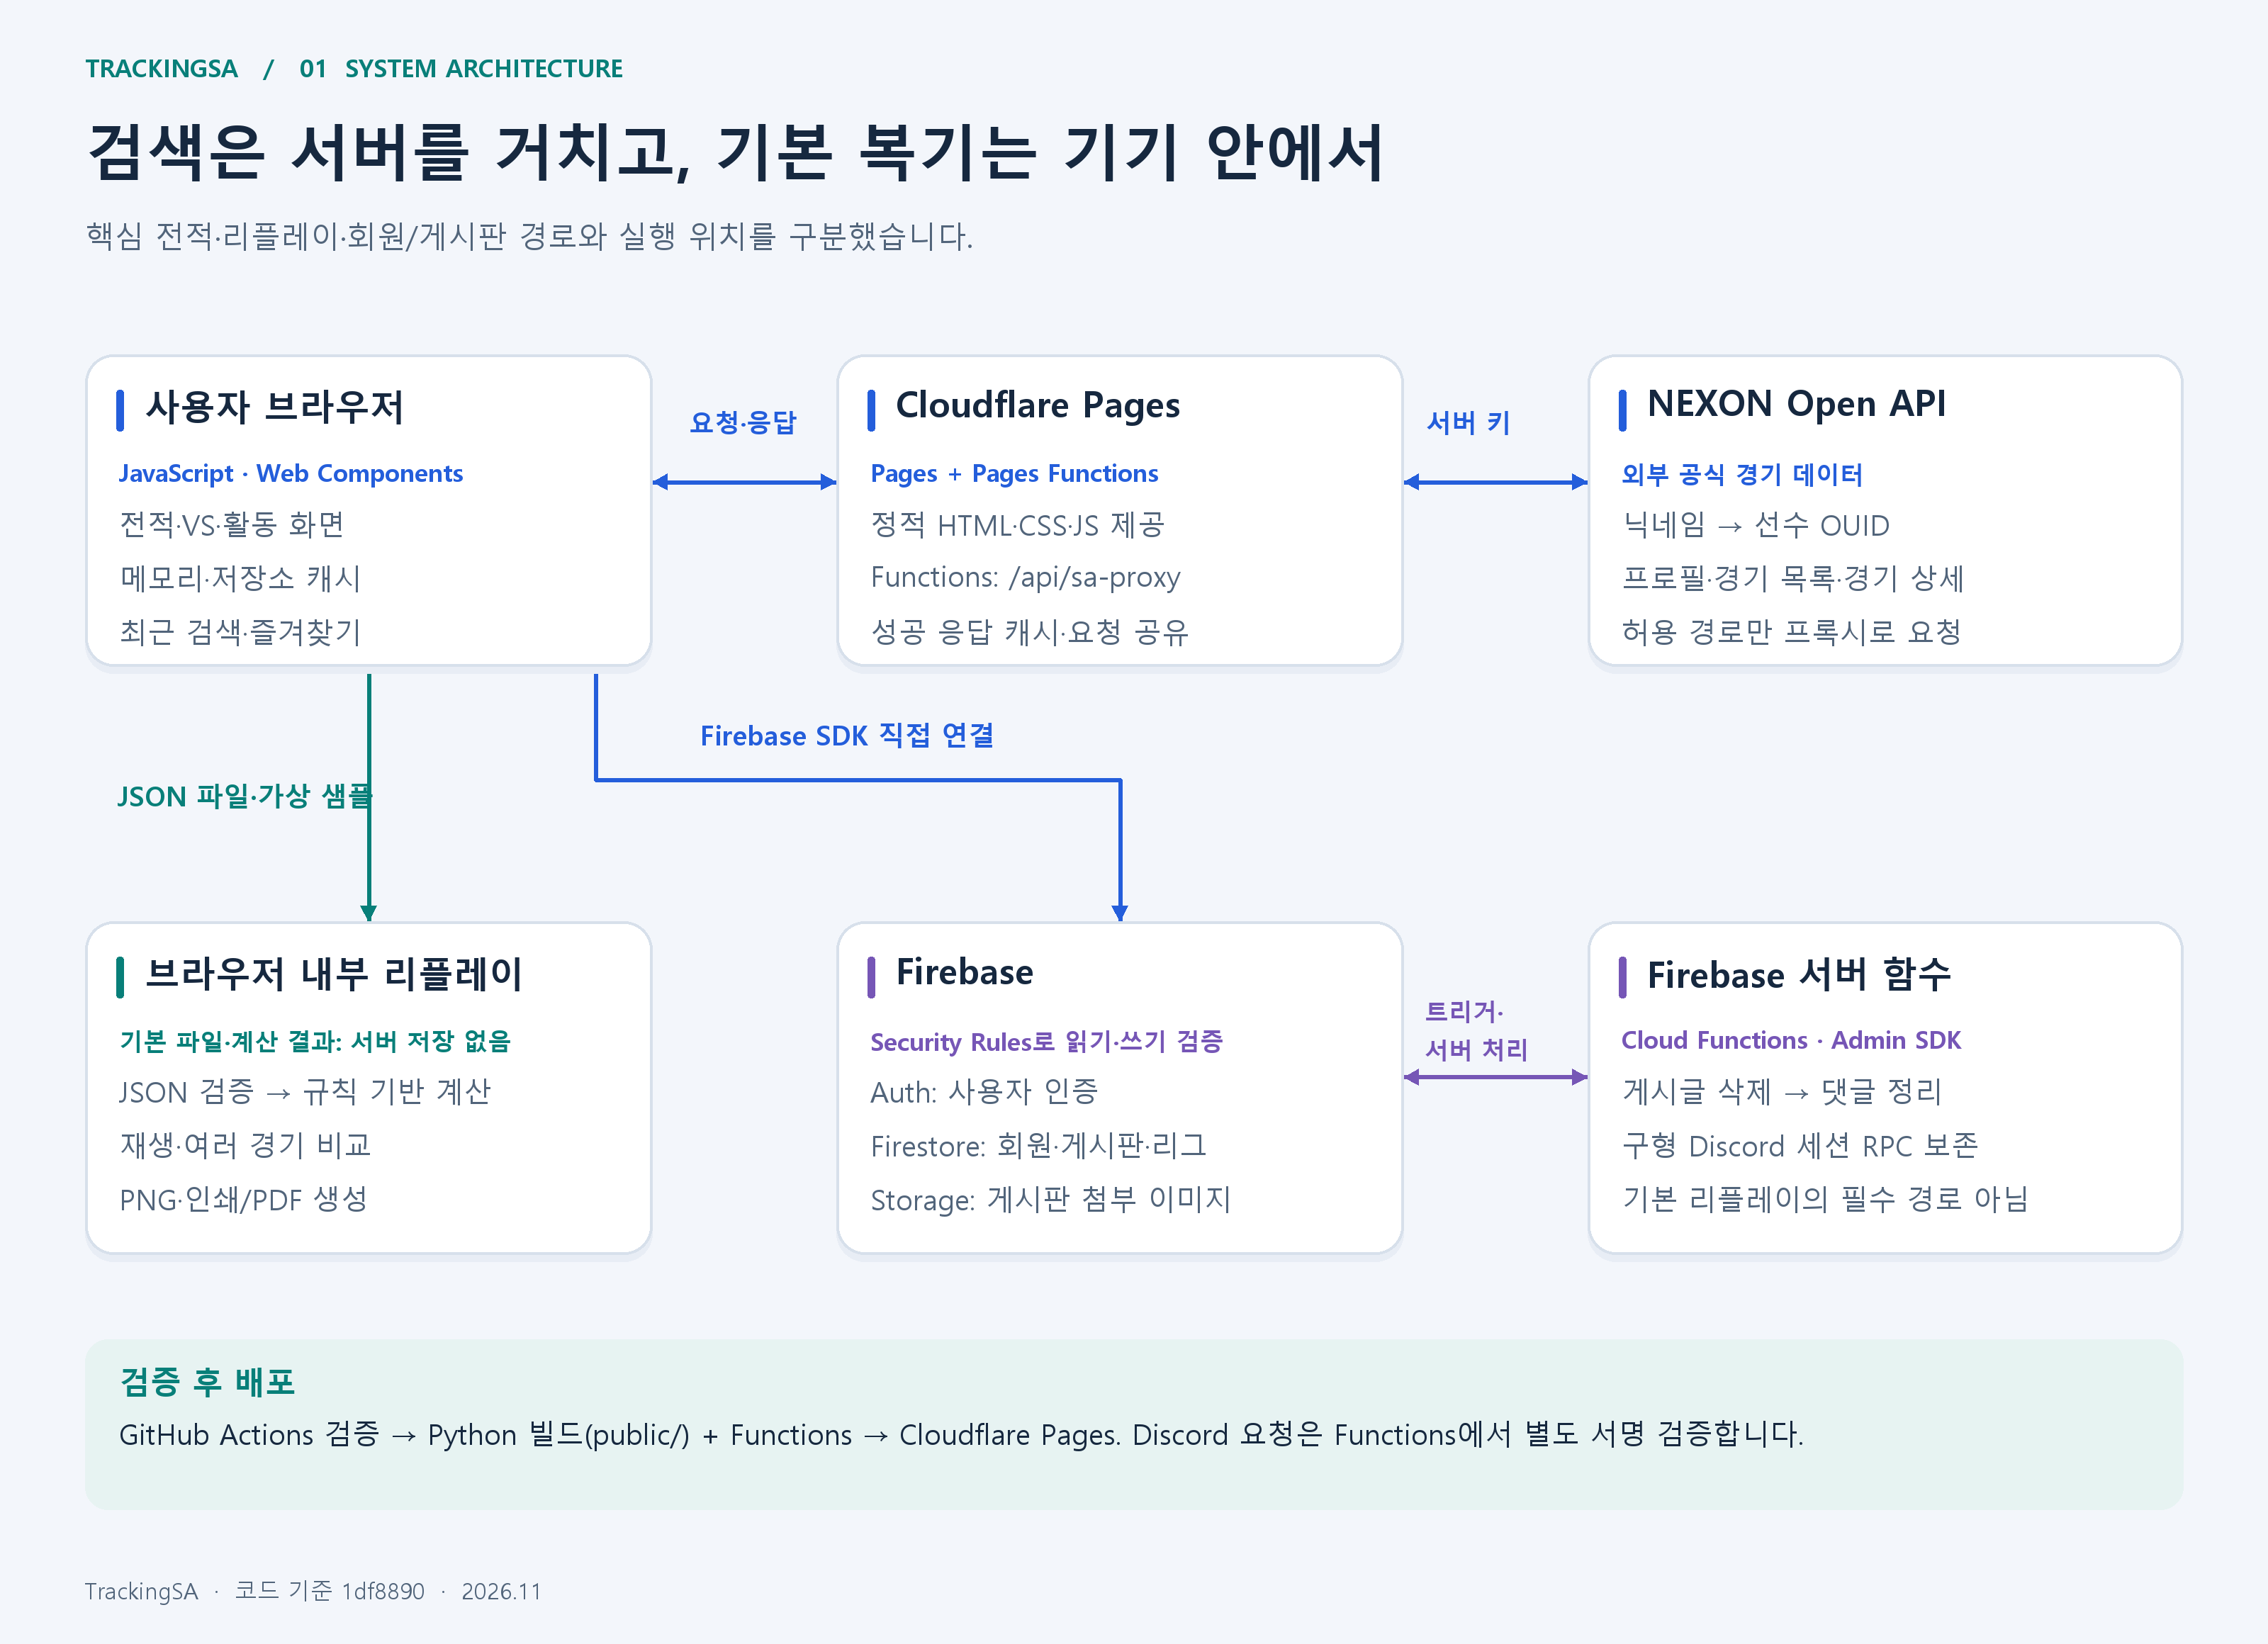 TRACKINGSA / 01 SYSTEM ARCHITECTURE
검색은 서버를 거치고, 기본 복기는 기기 안에서
핵심 전적·리플레이·회원/게시판 경로와 실행 위치를 구분했습니다.
사용자 브라우저
JavaScript · Web Components
전적·VS·활동 화면
메모리·저장소 캐시
최근 검색·즐겨찾기
요청·응답
Cloudflare Pages
Pages + Pages Functions
정적 HTML·CSS·JS 제공
Functions: /api/sa-proxy
성공 응답 캐시·요청 공유
서버 키
NEXON Open API
외부 공식 경기 데이터
닉네임 → 선수 OUID
프로필·경기 목록·경기 상세
허용 경로만 프록시로 요청
Firebase SDK 직접 연결
JSON 파일·가상 샘플
브라우저 내부 리플레이
기본 파일·계산 결과: 서버 저장 없음
JSON 검증 → 규칙 기반 계산
재생·여러 경기 비교
PNG·인쇄/PDF 생성
Firebase
Security Rules로 읽기·쓰기 검증
Auth: 사용자 인증
Firestore: 회원·게시판·리그
Storage: 게시판 첨부 이미지
트리거·
서버 처리
Firebase 서버 함수
Cloud Functions · Admin SDK
게시글 삭제 → 댓글 정리
구형 Discord 세션 RPC 보존
기본 리플레이의 필수 경로 아님
검증 후 배포
GitHub Actions 검증 → Python 빌드(public/) + Functions → Cloudflare Pages. Discord 요청은 Functions에서 별도 서명 검증합니다.
TrackingSA · 코드 기준 1df8890 · 2026.11